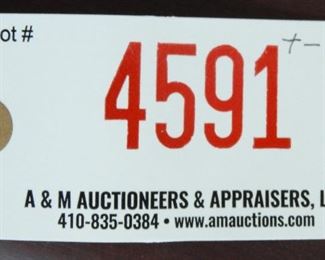 ot #
4591 + -
A & M AUCTIONEERS & APPRAISERS, L
410-835-0384 • www.amauctions.com